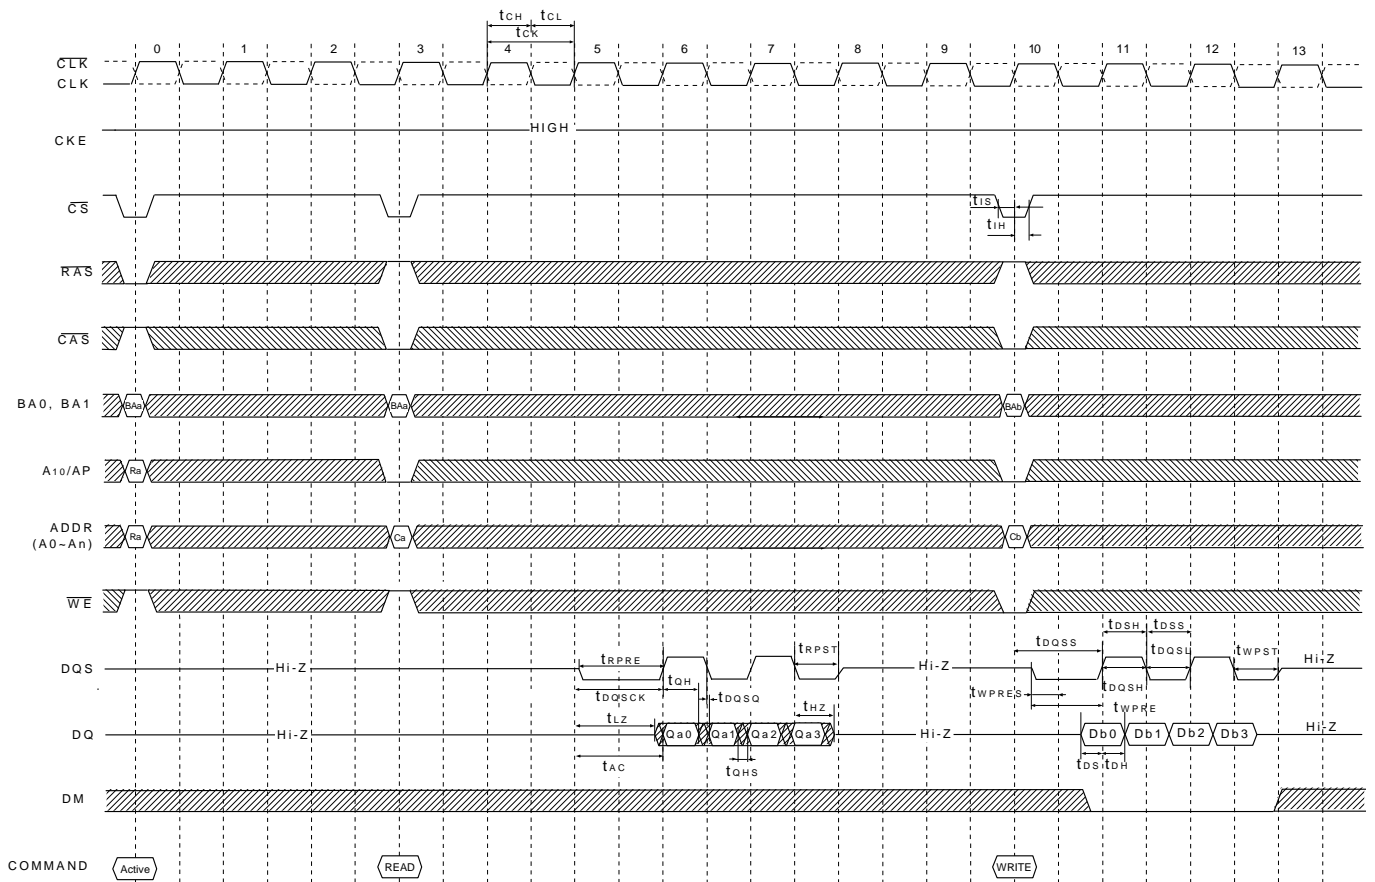 tCH tCL
tCK
0 1 2 3 4 5 6 7 8 9 10 11 12 13
CLK
CLK
HIGH
CKE
CS
tIS
tIH
RAS
CAS
BA0, BA1 BAa BAa BAb
A10/AP Ra
ADDR
(A0~An)
Ra Ca Cb
WE
tDSH tDSS
tDQSS
DQS Hi-Z tRPRE tRPST Hi-Z tDQSL tWPST Hi-Z
tQH
tDQSCK tDQSQ tWPRES tDQSH
tWPRE
tLZ tHZ
DQ Hi-Z Qa0 Qa1 Qa2 Qa3 Hi-Z Db0 Db1 Db2 Db3 Hi-Z
tAC tQHS tDS tDH
DM
COMMAND Active READ WRITE